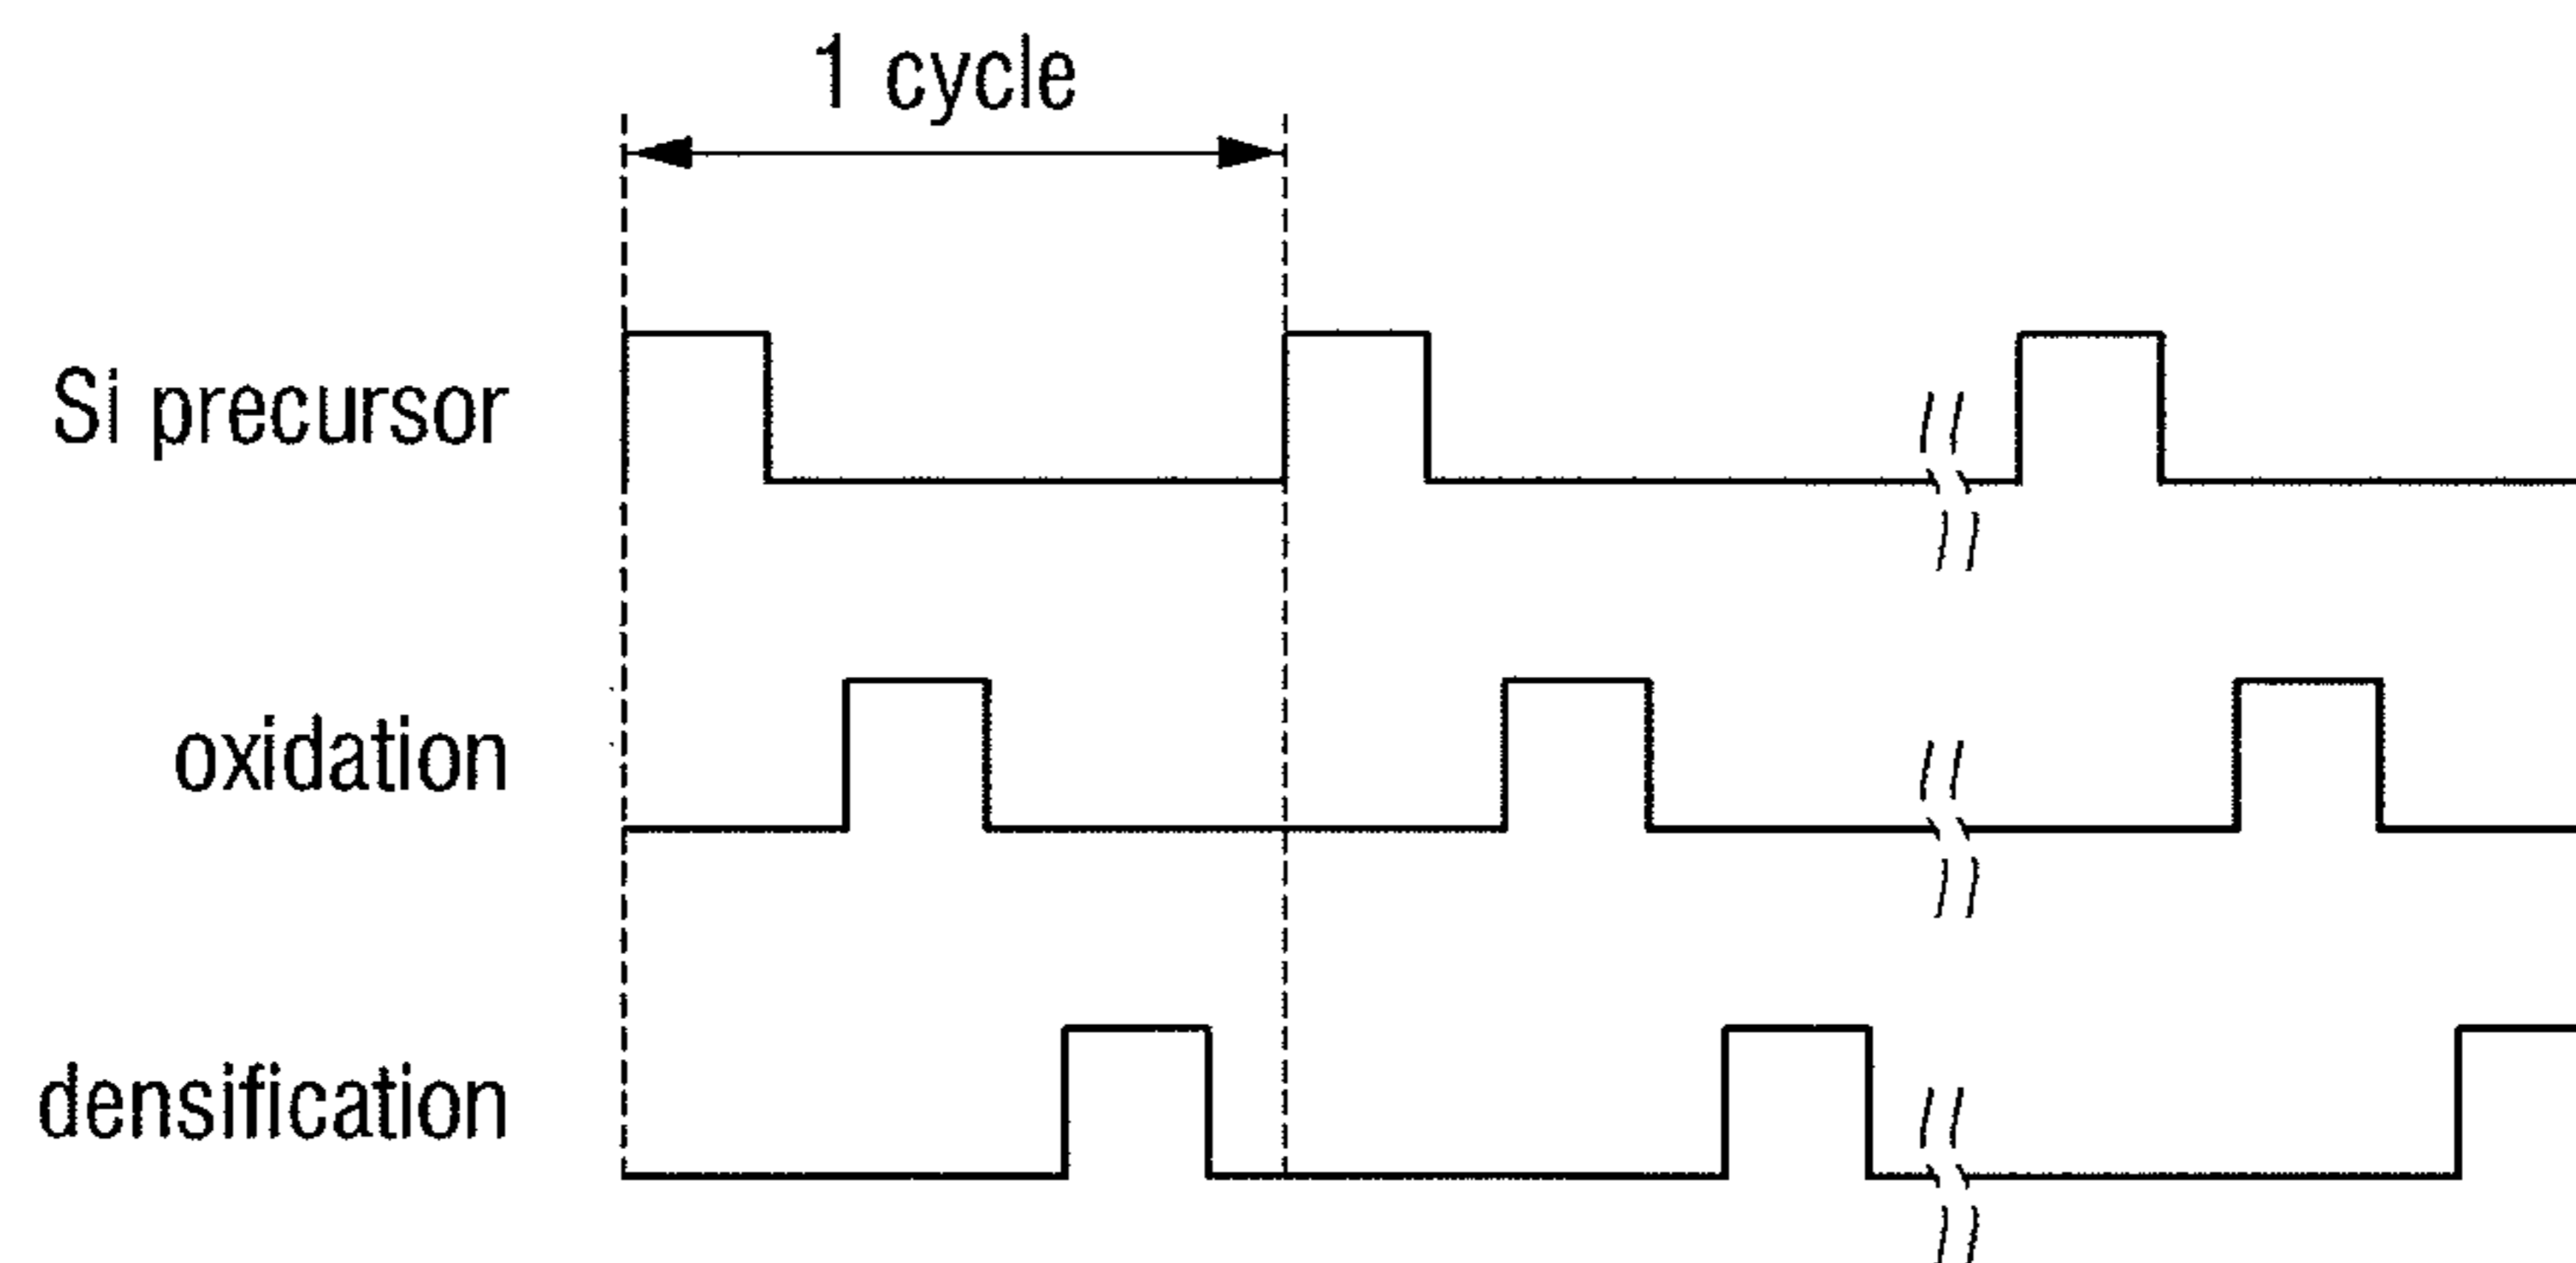 1 cycle
Si precursor
oxidation
densification